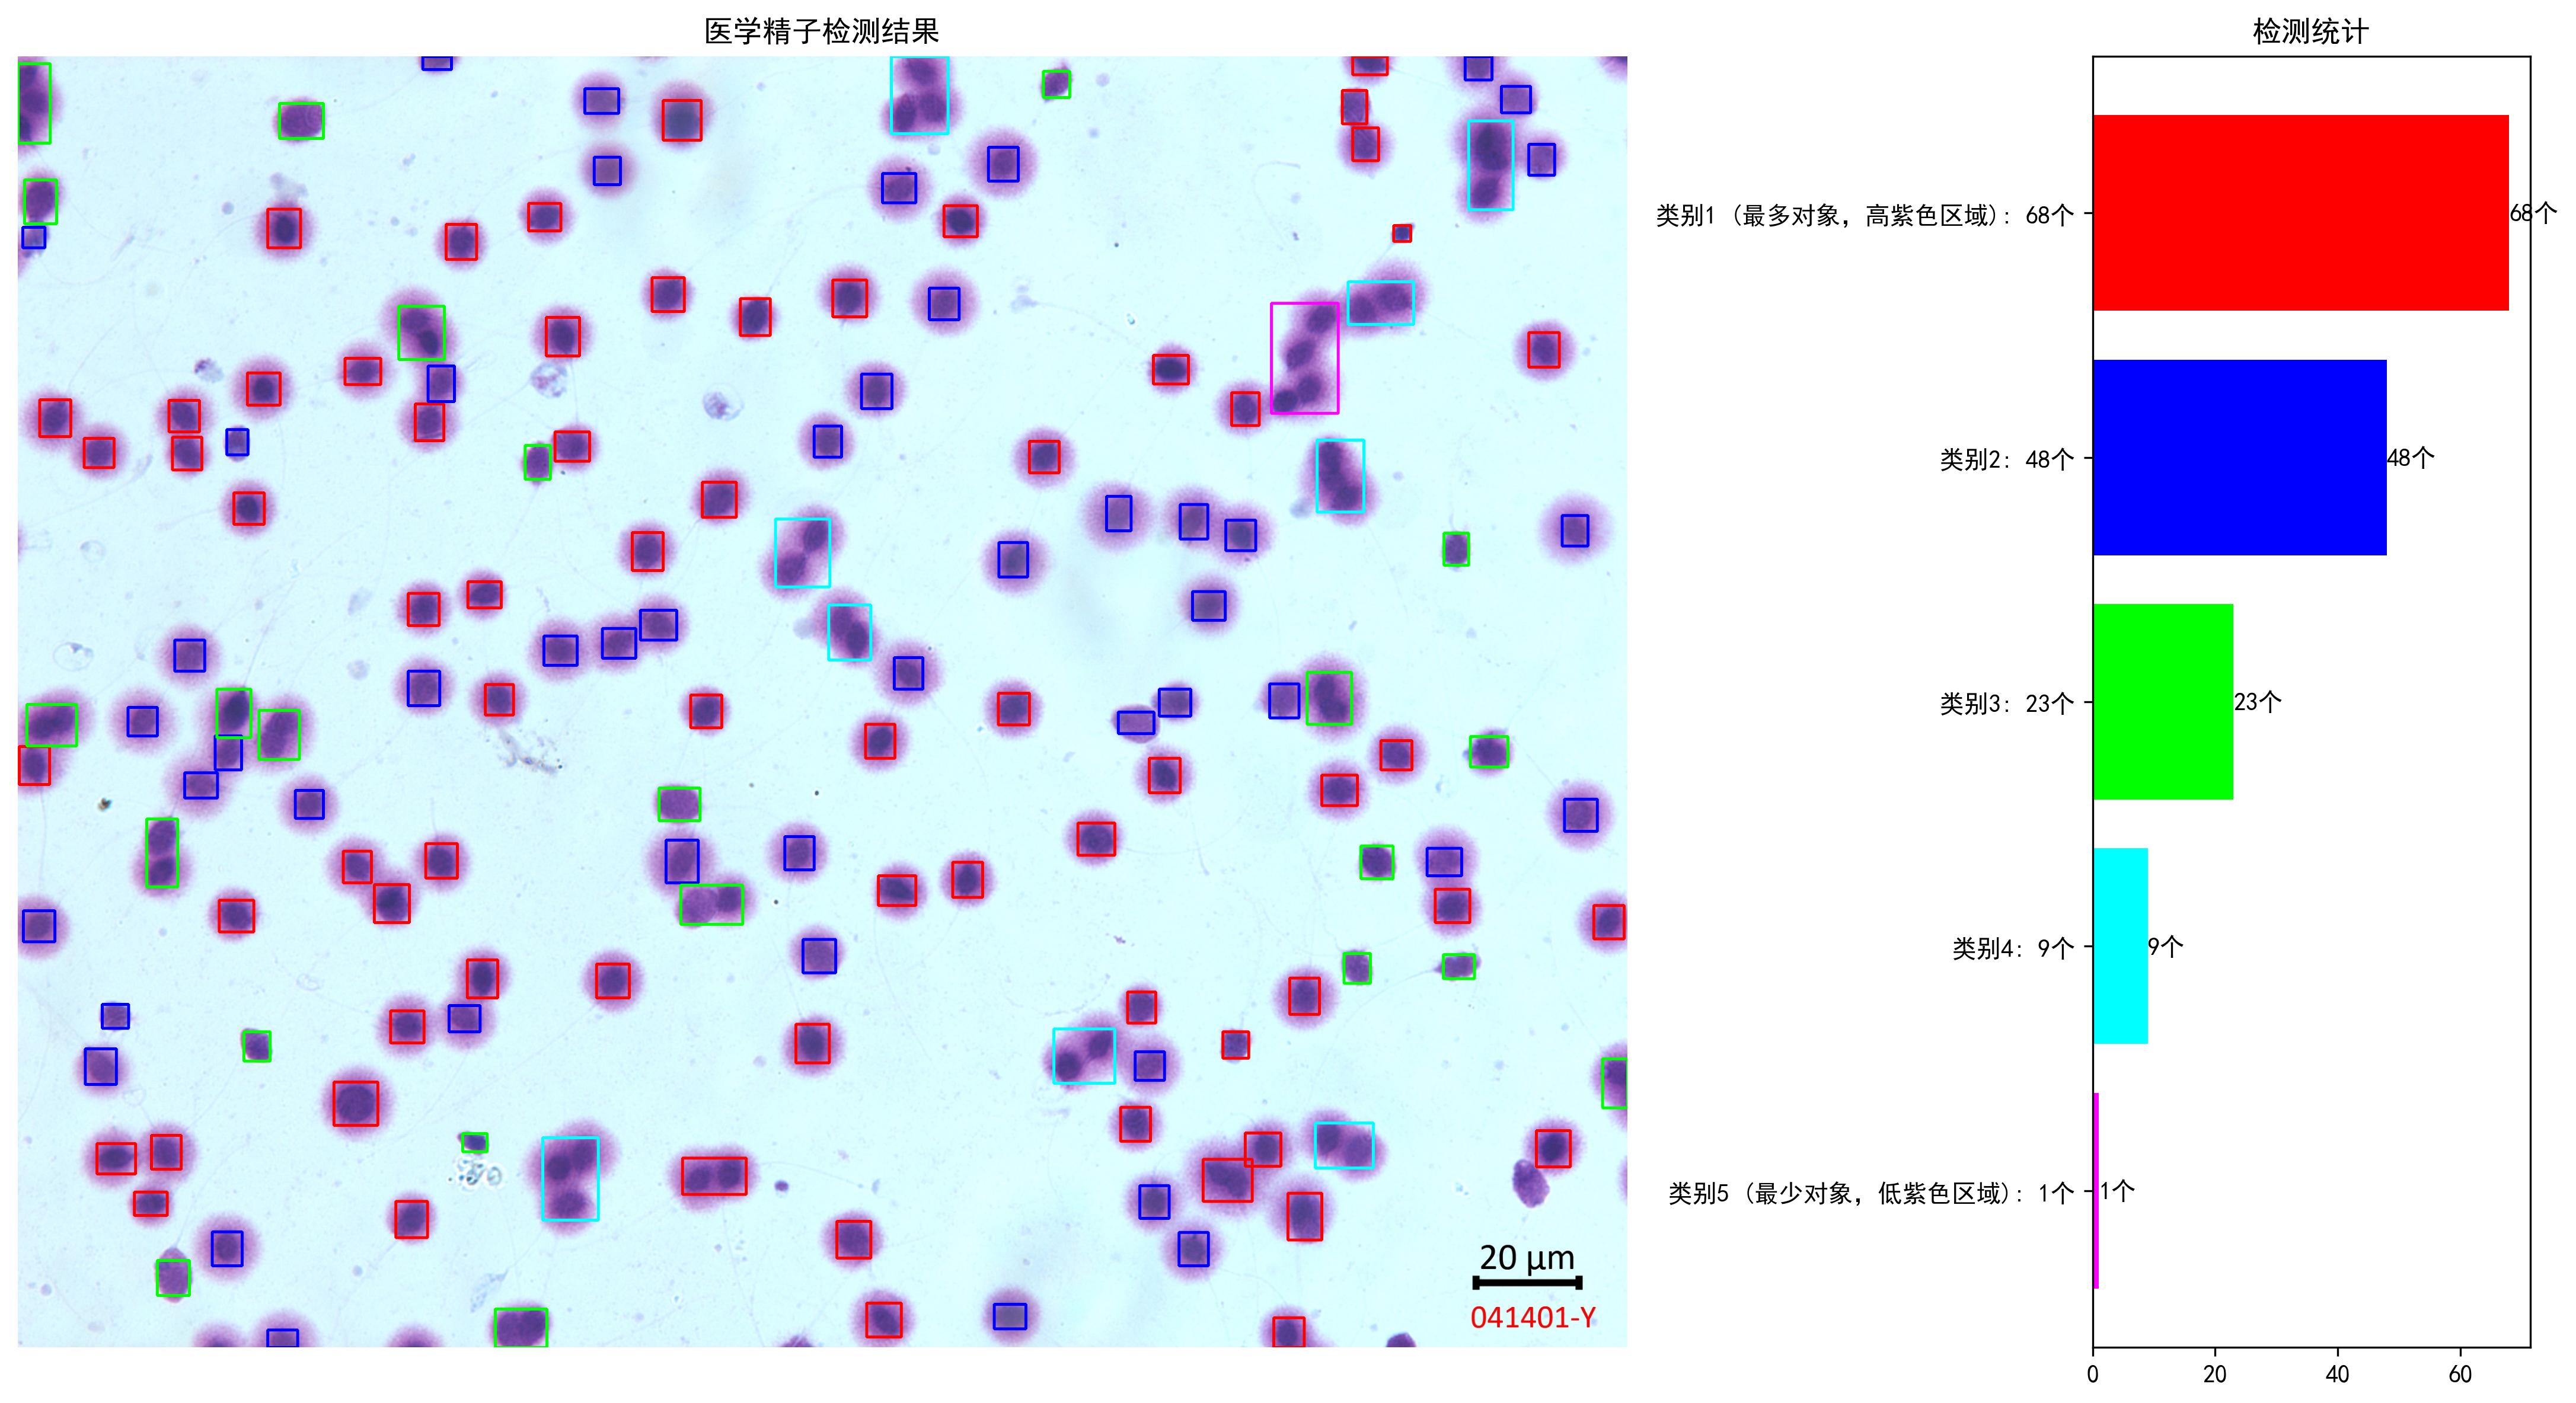 医学精子检测结果
20 μm
041401-Y
检测统计
类别1 (最多对象, 高紫色区域): 68个
68个
类别2: 48个
48个
类别3: 23个
23个
类别4: 9个
9个
类别5 (最少对象, 低紫色区域): 1个
1个
0 20 40 60